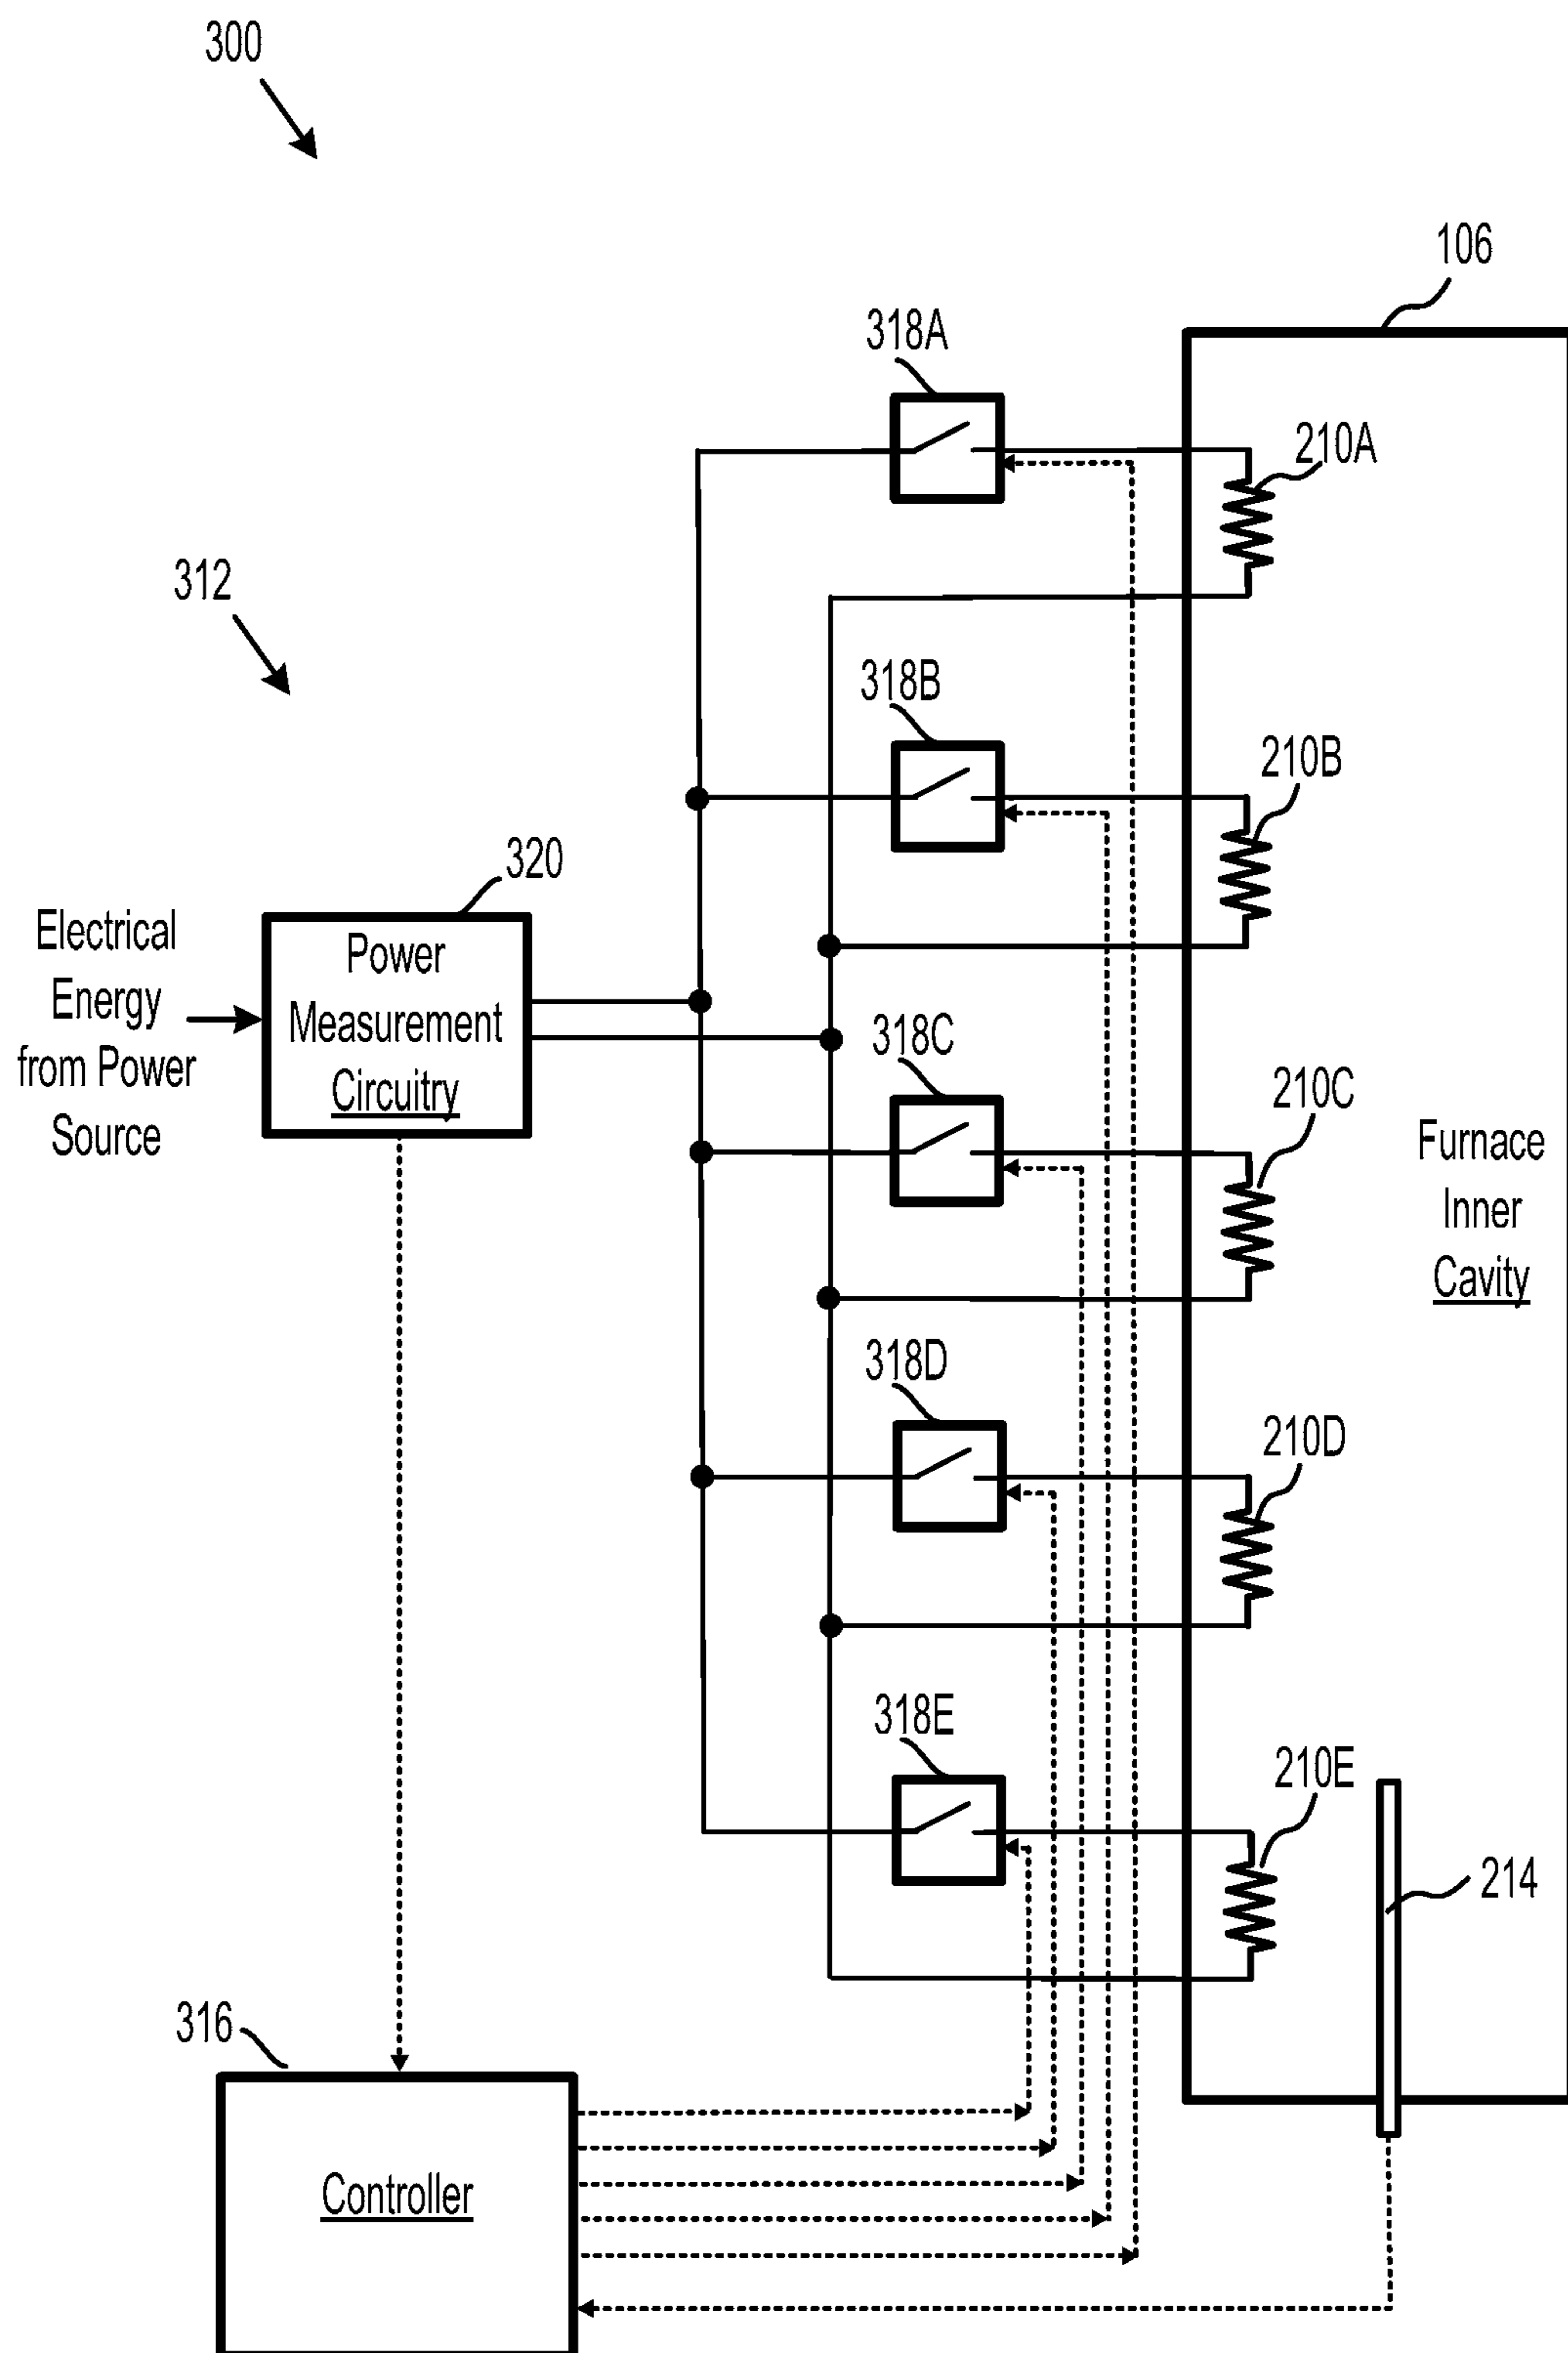 300
106
318A
210A
312
318B
210B
320
Electrical
Energy
from Power
Source
Power
Measurement
Circuitry
318C
210C
Furnace
Inner
Cavity
318D
210D
318E
210E
214
316
Controller